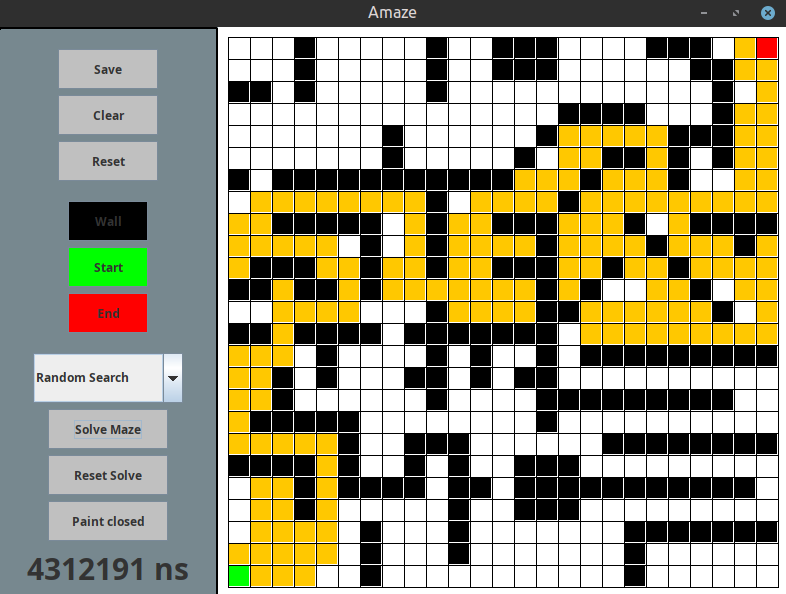 Amaze
Save
Clear
Reset
Wall
Start
End
Random Search
Solve Maze
Reset Solve
Paint closed
4312191 ns